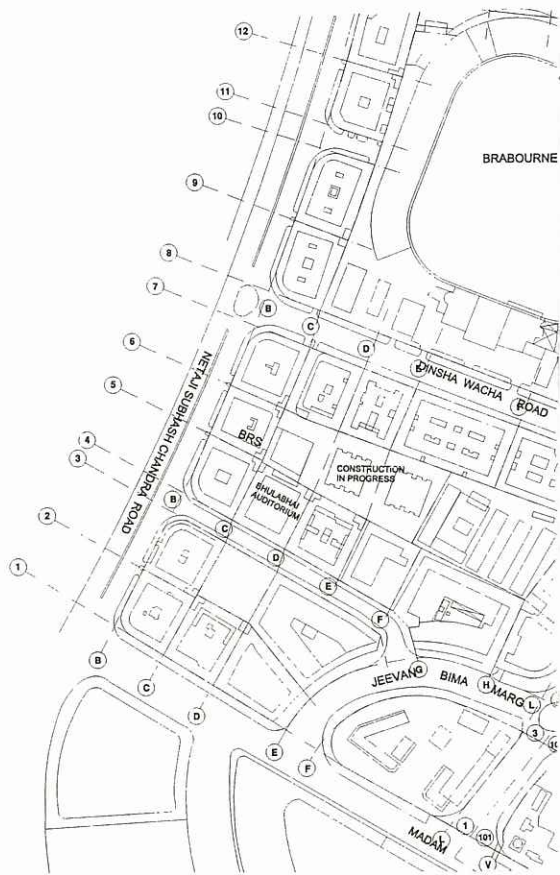 12
11
10
BRABOURNE
9
8
7
B
C
6
D
E
DINSHA WACHA ROAD
F
5
NETAJI SUBHASH CHANDRA ROAD
BRS
4
CONSTRUCTION
IN PROGRESS
3
BHULABHAI
AUDITORIUM
B
2
C
D
1
E
F
B
G
JEEVAN BIMA MARG
H
L
C
3
D
E
F
1
101
MADAM
V